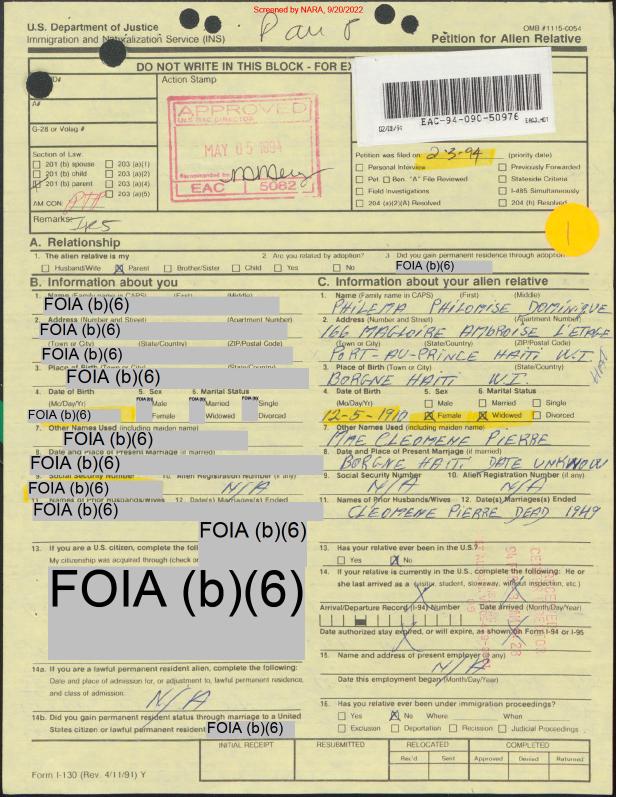 Screened by NARA, 9/20/2022
U.S. Department of Justice
Immigration and Naturalization Service (INS)
OMB #1115-0054
Petition for Alien Relative
DO NOT WRITE IN THIS BLOCK - FOR EX
ID#
Action Stamp
A#
G-28 or Volag #
APPROVED
MAY 05 1994
EAC 5082
02/03/94 EAC-94-090-50976
Section of Law
201 (b) spouse 203 (a)(1)
201 (b) child 203 (a)(2)
201 (b) parent 203 (a)(4)
203 (a)(5)
AM CON:
Petition was filed on: 2-3-94 (priority date)
Personal Interview Previously Forwarded
Pet. Ben. "A" File Reviewed Stateside Criteria
Field Investigations I-485 Simultaneously
204 (a)(2)(A) Resolved 204 (h) Resolved
Remarks:
1
A. Relationship
1. The alien relative is my 2. Are you related by adoption? 3 Did you gain permanent residence through adoption
Husband/Wife X Parent Brother/Sister Child Yes No FOIA (b)(6)
B. Information about you
1. Name (Family name in CAPS) (First) (Middle)
FOIA (b)(6)
2. Address (Number and Street) (Apartment Number)
FOIA (b)(6)
(Town or City) (State/Country) (ZIP/Postal Code)
FOIA (b)(6)
3. Place of Birth (Town or City) (State/Country)
FOIA (b)(6)
4. Date of Birth 5. Sex 6. Marital Status
(Mo/Day/Yr) Male Married Single
FOIA (b)(6) Female Widowed Divorced
7. Other Names Used (including maiden name)
FOIA (b)(6)
8. Date and Place of Present Marriage (if married)
FOIA (b)(6)
9. Social Security Number 10. Alien Registration Number (if any)
FOIA (b)(6) N/A
11. Names of Prior Husbands/Wives 12. Date(s) Marriage(s) Ended
FOIA (b)(6)
FOIA (b)(6)
13. If you are a U.S. citizen, complete the foll
My citizenship was acquired through (check or
FOIA (b)(6)
14a. If you are a lawful permanent resident alien, complete the following:
Date and place of admission for, or adjustment to, lawful permanent residence,
and class of admission:
N/A
14b. Did you gain permanent resident status through marriage to a United
States citizen or lawful permanent resident FOIA (b)(6)
C. Information about your alien relative
1. Name (Family name in CAPS) (First) (Middle)
PHILEMA PHILOMISE DOMINIQUE
2. Address (Number and Street) (Apartment Number)
166 MAGLOIRE AMBROISE L'ETAGE
(Town or City) (State/Country) (ZIP/Postal Code)
PORT-AU-PRINCE HAITI W.I.
3. Place of Birth (Town or City) (State/Country)
BORGNE HAITI W.I.
4. Date of Birth 5. Sex 6. Marital Status
(Mo/Day/Yr) Male Married Single
12-5-1910 X Female X Widowed Divorced
7. Other Names Used (including maiden name)
MME CLEOMENE PIERRE
8. Date and Place of Present Marriage (if married)
BORGNE HAITI DATE UNKNOWN
9. Social Security Number 10. Alien Registration Number (if any)
N/A N/A
11. Names of Prior Husbands/Wives 12. Date(s) Marriage(s) Ended
CLEOMENE PIERRE DEAD 1949
13. Has your relative ever been in the U.S.?
Yes X No
14. If your relative is currently in the U.S., complete the following: He or
she last arrived as a (visitor, student, stowaway, without inspection, etc.)
Arrival/Departure Record (I-94) Number Date arrived (Month/Day/Year)
Date authorized stay expired, or will expire, as shown on Form I-94 or I-95
15. Name and address of present employer (if any)
N/A
Date this employment began (Month/Day/Year)
16. Has your relative ever been under immigration proceedings?
Yes X No Where When
Exclusion Deportation Recission Judicial Proceedings
INITIAL RECEIPT RESUBMITTED RELOCATED COMPLETED
Rec'd Sent Approved Denied Returned
Form I-130 (Rev. 4/11/91) Y